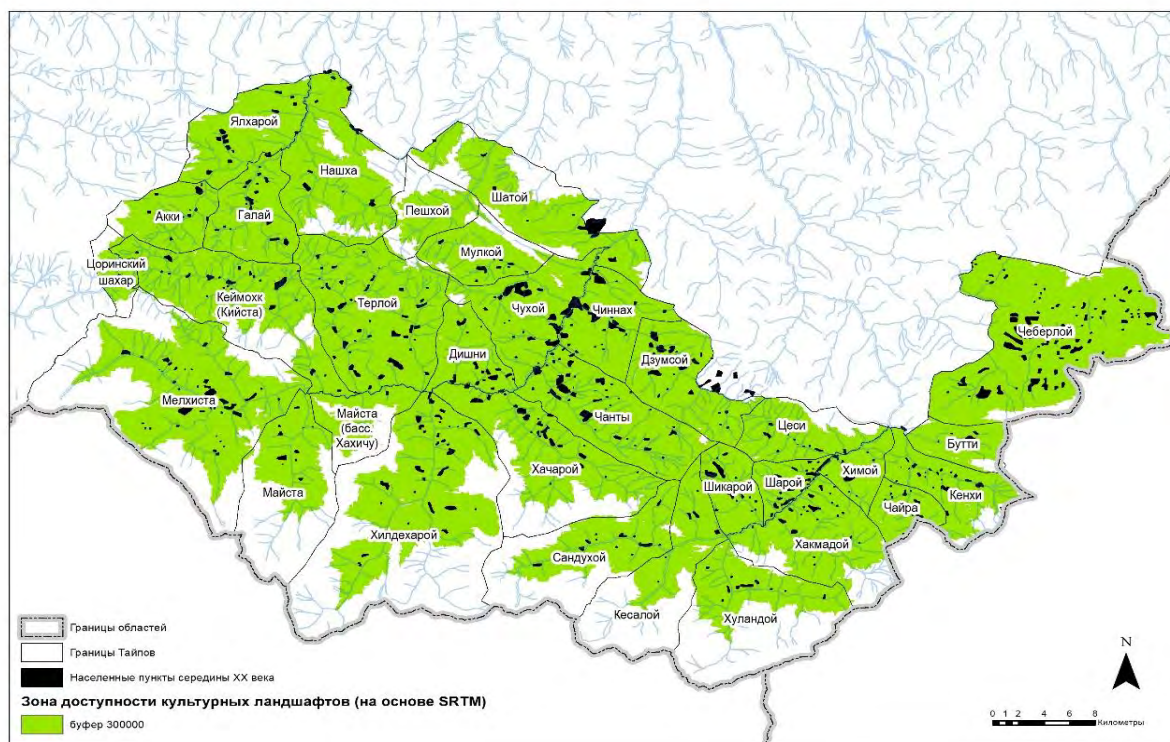 Ялхарой
Нашха
Шатой
Акки
Галай
Пешхой
Мулкой
Цоринский
шахар
Кеймохк
(Кийста)
Терлой
Чухой
Чиннах
Чеберлой
Дишни
Дзумсой
Мелхиста
Майста
(басс.
Хахичу)
Чанты
Цеси
Бутти
Майста
Хачарой
Шикарой
Шарой
Химой
Кенхи
Чайра
Хилдехарой
Сандухой
Хакмадой
Кесалой
Хуландой
Границы областей
Границы Тайпов
Населенные пункты середины XX века
Зона доступности культурных ландшафтов (на основе SRTM)
буфер 300000
N
0 1 2 4 6 8
Километры